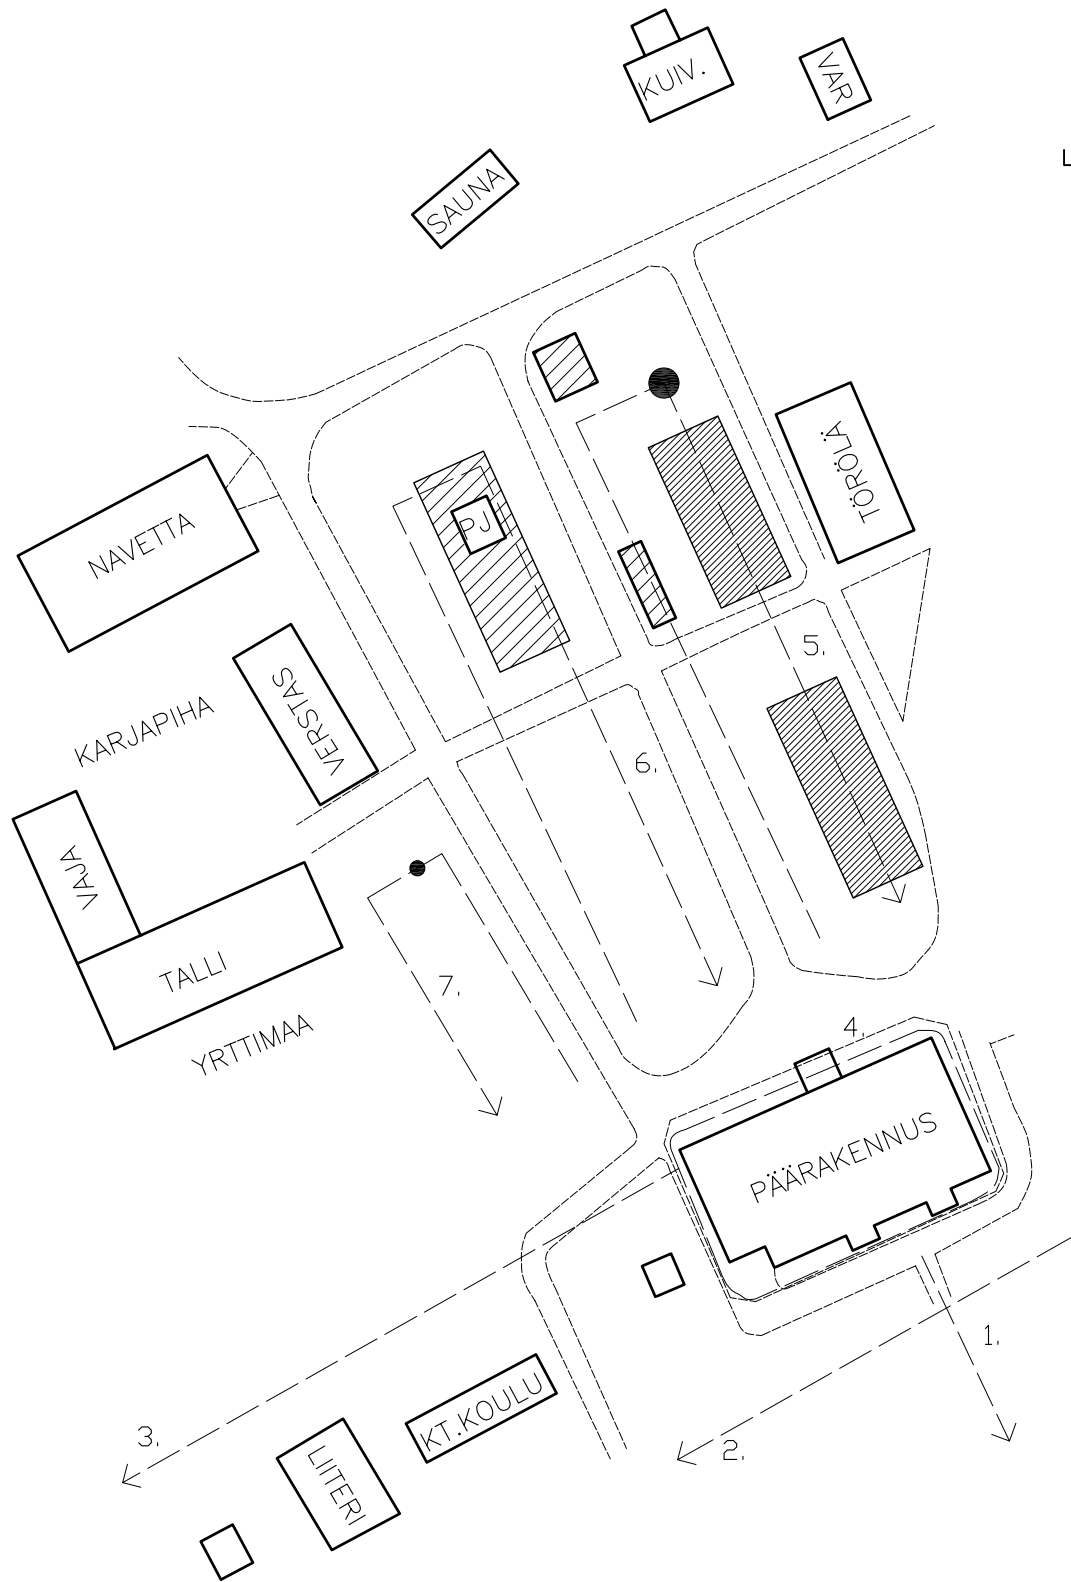 KUIV.
VAR
L
SAUNA
TÖRÖLÄ
PJ
NAVETTA
5.
VERSTAS
KARJAPIHA
6.
VAJA
TALLI
7.
YRTTIMAA
4.
PÄÄRAKENNUS
1.
KT.KOULU
3.
2.
LIITERI